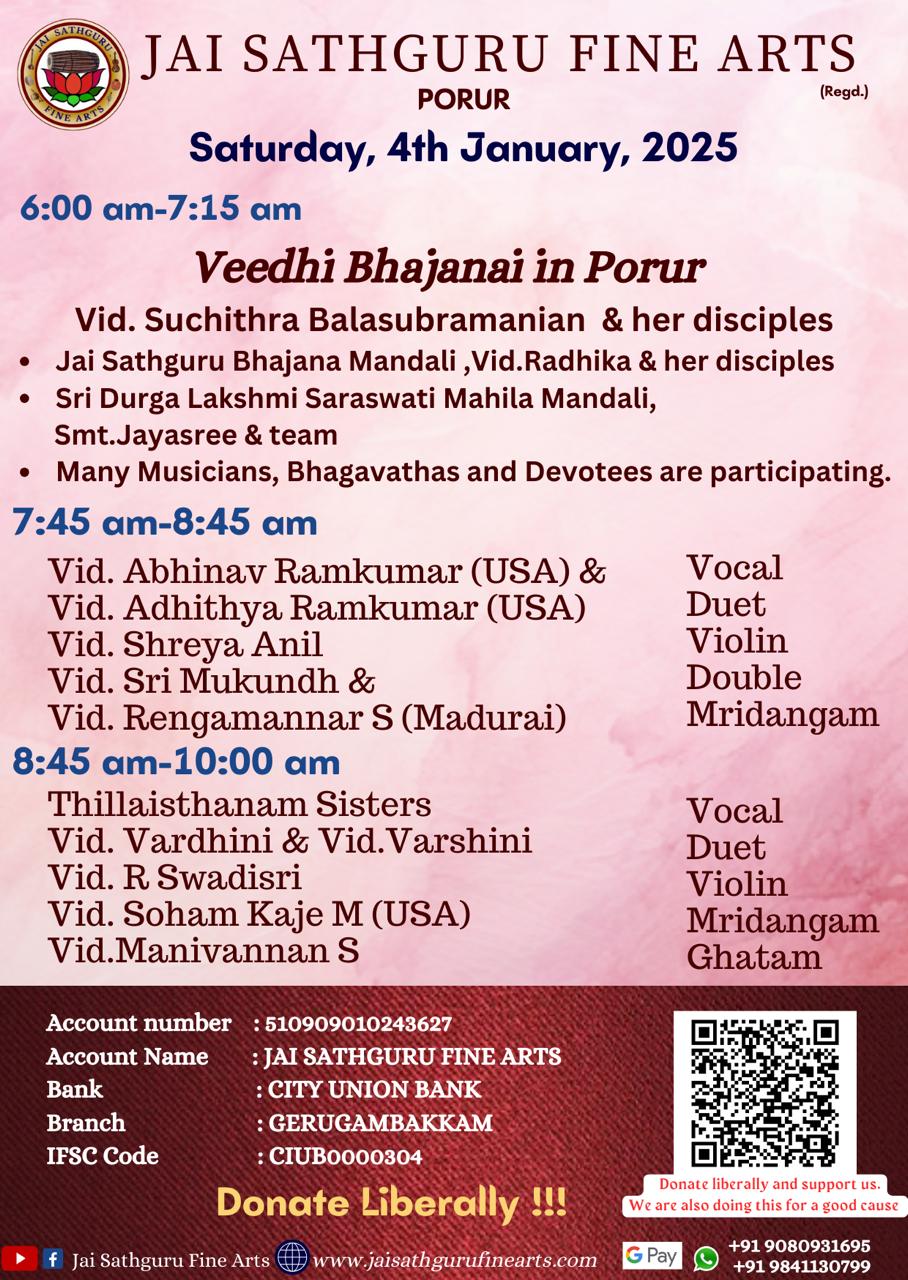 JAI SATHGURU
FINE ARTS
JAI SATHGURU FINE ARTS
PORUR
(Regd.)
Saturday, 4th January, 2025
6:00 am-7:15 am
Veedhi Bhajanai in Porur
Vid. Suchithra Balasubramanian & her disciples
• Jai Sathguru Bhajana Mandali ,Vid.Radhika & her disciples
• Sri Durga Lakshmi Saraswati Mahila Mandali,
Smt.Jayasree & team
• Many Musicians, Bhagavathas and Devotees are participating.
7:45 am-8:45 am
Vid. Abhinav Ramkumar (USA) & Vocal
Vid. Adhithya Ramkumar (USA) Duet
Vid. Shreya Anil Violin
Vid. Sri Mukundh & Double
Vid. Rengamannar S (Madurai) Mridangam
8:45 am-10:00 am
Thillaisthanam Sisters Vocal
Vid. Vardhini & Vid.Varshini Duet
Vid. R Swadisri Violin
Vid. Soham Kaje M (USA) Mridangam
Vid.Manivannan S Ghatam
Account number : 510909010243627
Account Name : JAI SATHGURU FINE ARTS
Bank : CITY UNION BANK
Branch : GERUGAMBAKKAM
IFSC Code : CIUB0000304
Donate Liberally !!!
Donate liberally and support us.
We are also doing this for a good cause
Jai Sathguru Fine Arts www.jaisathgurufinearts.com
G Pay
+91 9080931695
+91 9841130799